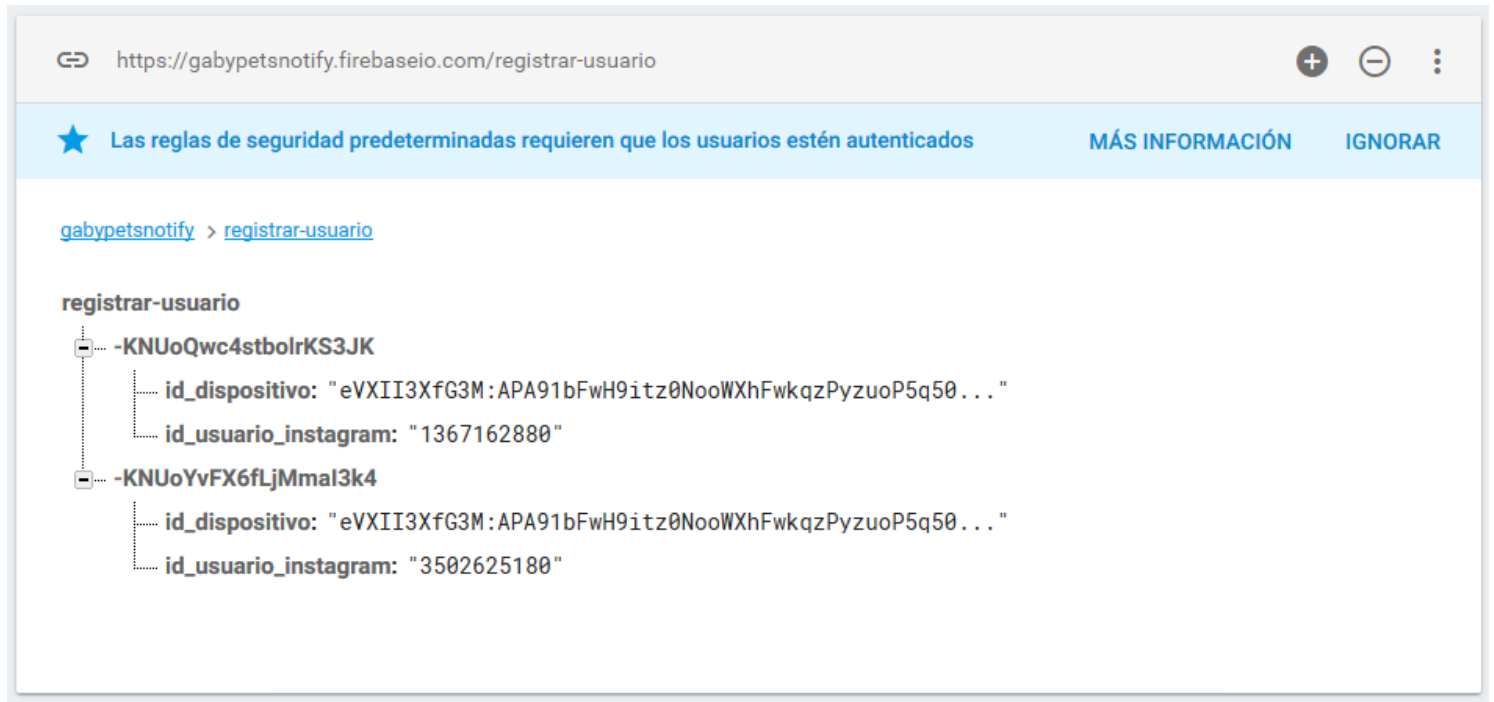 https://gabypetsnotify.firebaseio.com/registrar-usuario
Las reglas de seguridad predeterminadas requieren que los usuarios estén autenticados MÁS INFORMACIÓN IGNORAR
gabypetsnotify > registrar-usuario
registrar-usuario
-KNUoQwc4stbolrKS3JK
id_dispositivo: "eVXII3XfG3M:APA91bFwH9itz0NooWXhFwkqzPyzuoP5q50..."
id_usuario_instagram: "1367162880"
-KNUoYvFX6fLjMmaI3k4
id_dispositivo: "eVXII3XfG3M:APA91bFwH9itz0NooWXhFwkqzPyzuoP5q50..."
id_usuario_instagram: "3502625180"